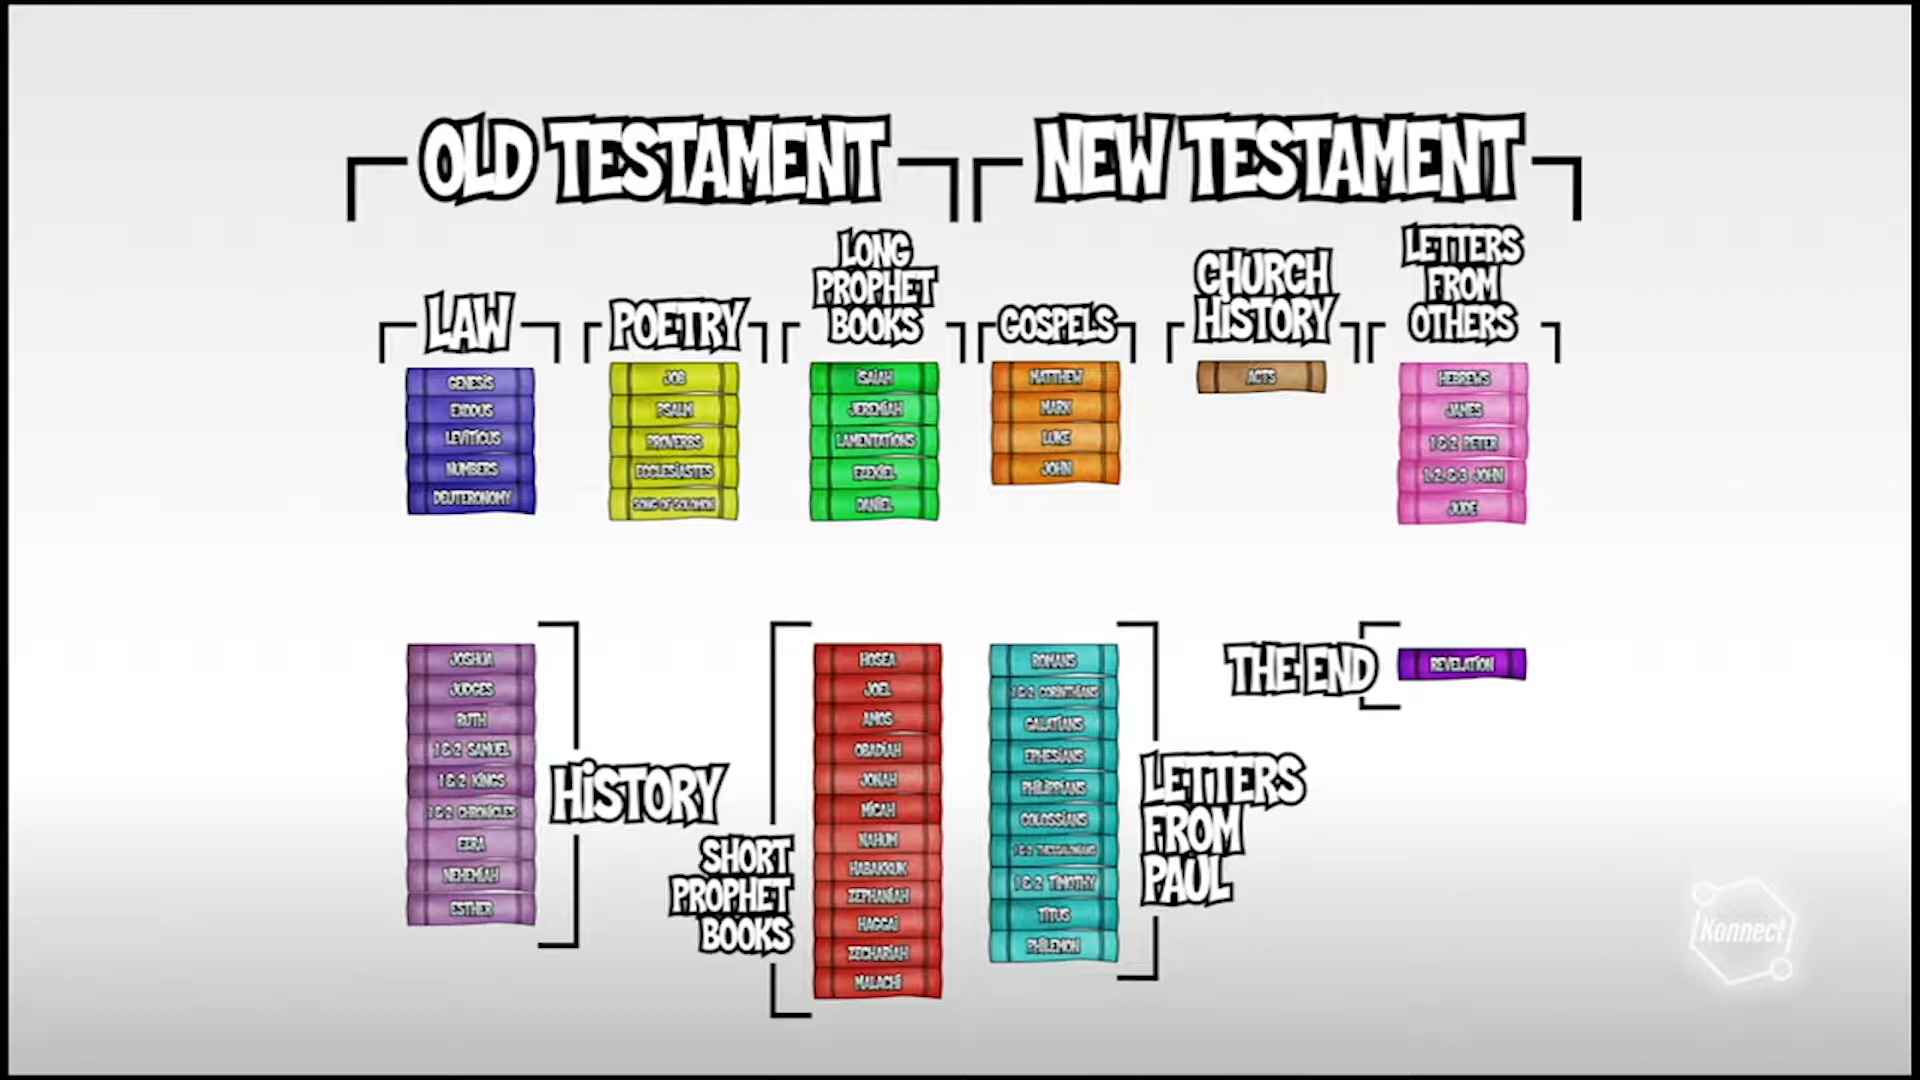 OLD TESTAMENT
NEW TESTAMENT
LAW
GENESIS
EXODUS
LEVITICUS
NUMBERS
DEUTERONOMY
POETRY
JOB
PSALM
PROVERBS
ECCLESIASTES
SONG OF SOLOMON
LONG
PROPHET
BOOKS
ISAIAH
JEREMIAH
LAMENTATIONS
EZEKIEL
DANIEL
GOSPELS
MATTHEW
MARK
LUKE
JOHN
CHURCH
HISTORY
ACTS
LETTERS
FROM
OTHERS
HEBREWS
JAMES
1 & 2 PETER
1, 2, & 3 JOHN
JUDE
JOSHUA
JUDGES
RUTH
1 & 2 SAMUEL
1 & 2 KINGS
1 & 2 CHRONICLES
EZRA
NEHEMIAH
ESTHER
HISTORY
SHORT
PROPHET
BOOKS
HOSEA
JOEL
AMOS
OBADIAH
JONAH
MICAH
NAHUM
HABAKKUK
ZEPHANIAH
HAGGAI
ZECHARIAH
MALACHI
ROMANS
1 & 2 CORINTHIANS
GALATIANS
EPHESIANS
PHILIPPIANS
COLOSSIANS
1 & 2 THESSALONIANS
1 & 2 TIMOTHY
TITUS
PHILEMON
LETTERS
FROM
PAUL
THE END
REVELATION
Konnect